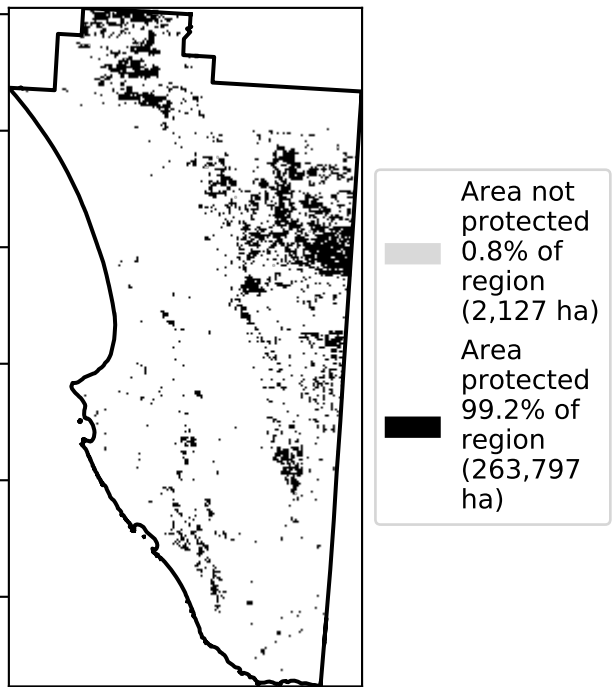 Area not
protected
0.8% of
region
(2,127 ha)
Area
protected
99.2% of
region
(263,797
ha)